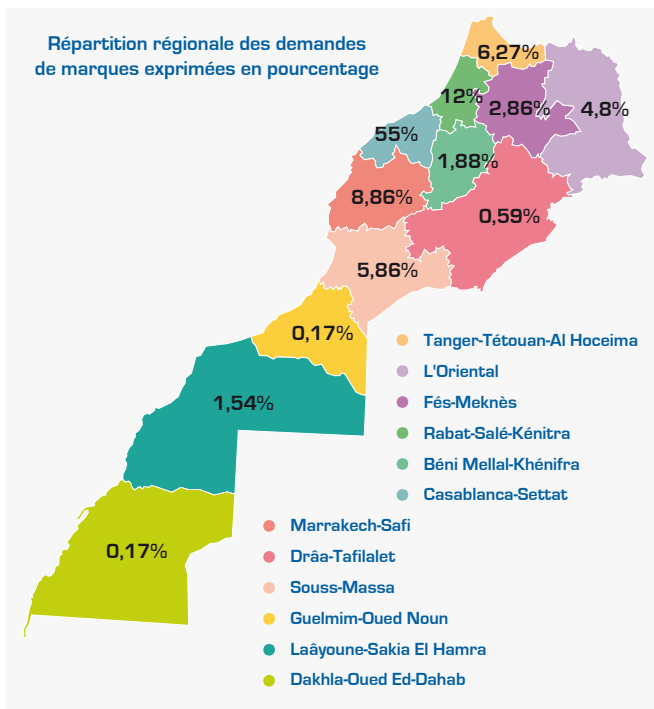 Répartition régionale des demandes
de marques exprimées en pourcentage
6,27%
12%
2,86%
4,8%
55%
1,88%
8,86%
0,59%
5,86%
0,17%
1,54%
0,17%
Tanger-Tétouan-Al Hoceima
L'Oriental
Fés-Meknès
Rabat-Salé-Kénitra
Béni Mellal-Khénifra
Casablanca-Settat
Marrakech-Safi
Drâa-Tafilalet
Souss-Massa
Guelmim-Oued Noun
Laâyoune-Sakia El Hamra
Dakhla-Oued Ed-Dahab